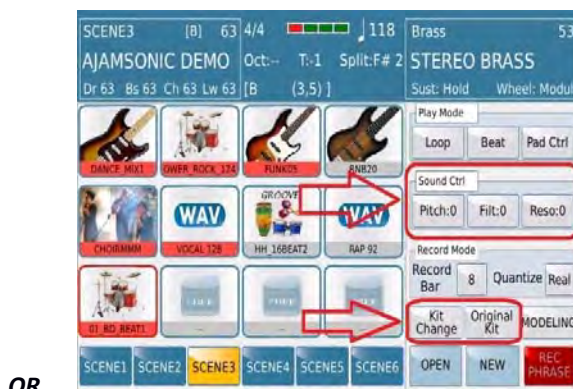 SCENE3 [B] 63 4/4 118 Brass 53
AJAMSONIC DEMO Oct:-- T:-1 Split:F# 2 STEREO BRASS
Dr 63 Bs 63 Ch 63 Lw 63 [B (3,5) ] Sust: Hold Wheel: Modul
Play Mode
Loop Beat Pad Ctrl
DANCE_MIX1 OWER_ROCK_124 FUNK05 RNB20
Sound Ctrl
Pitch:0 Filt:0 Reso:0
WAV GROOVE WAV
CHOIRMMM VOCAL 128 HH_16BEAT2 RAP 92
Record Mode
Record Bar 8 Quantize Real
FREE
01_BD_BEAT1 -- -- --
Kit Change Original Kit MODELING
SCENE1 SCENE2 SCENE3 SCENE4 SCENE5 SCENE6 OPEN NEW REC PHRASE
OR